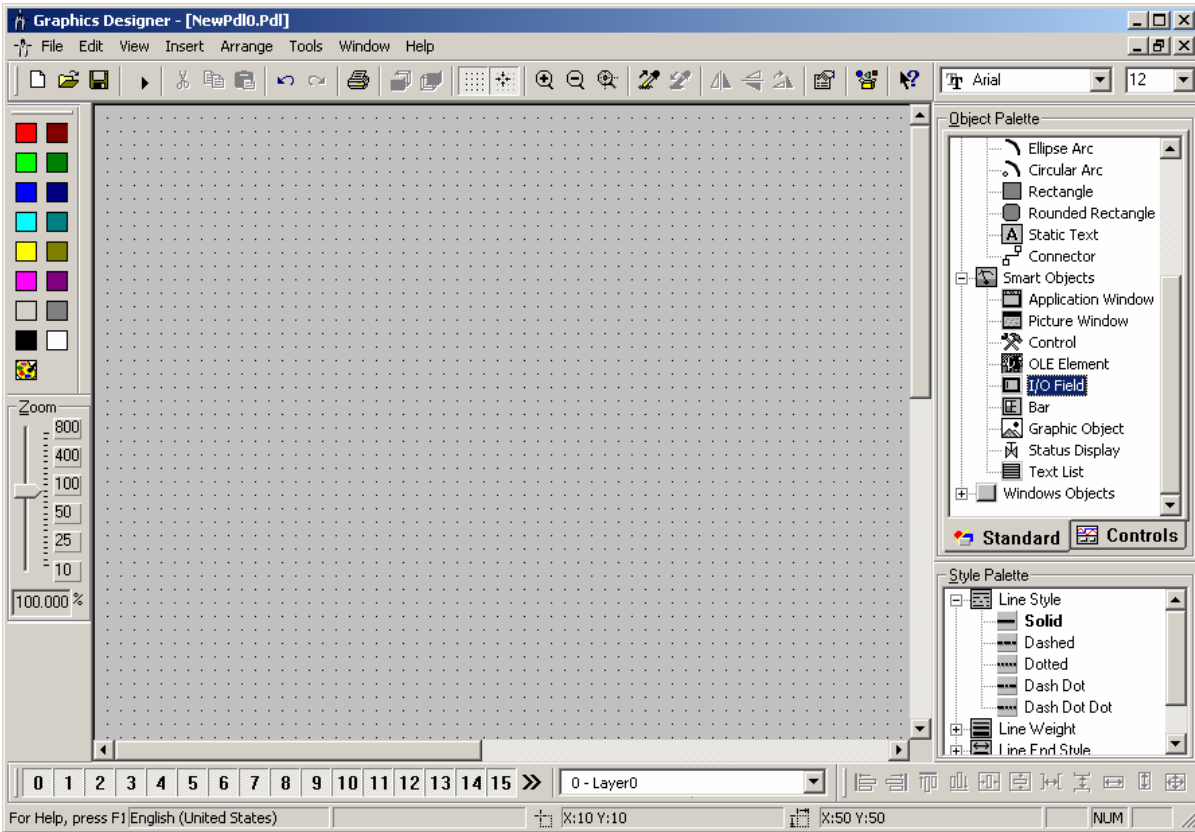 Graphics Designer - [NewPdl0.Pdl]
File Edit View Insert Arrange Tools Window Help
Arial
12
Object Palette
Ellipse Arc
Circular Arc
Rectangle
Rounded Rectangle
A Static Text
Connector
Smart Objects
Application Window
Picture Window
Control
OLE Element
I/O Field
Bar
Graphic Object
Status Display
Text List
Windows Objects
Standard
Controls
Zoom
800
400
100
50
25
10
100.000 %
Style Palette
Line Style
Solid
Dashed
Dotted
Dash Dot
Dash Dot Dot
Line Weight
Line End Style
0 1 2 3 4 5 6 7 8 9 10 11 12 13 14 15
0 - Layer0
For Help, press F1 English (United States)
X:10 Y:10
X:50 Y:50
NUM